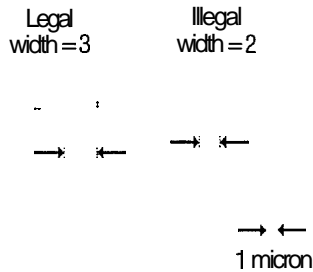 Legal
width = 3
Illegal
width = 2
1 micron